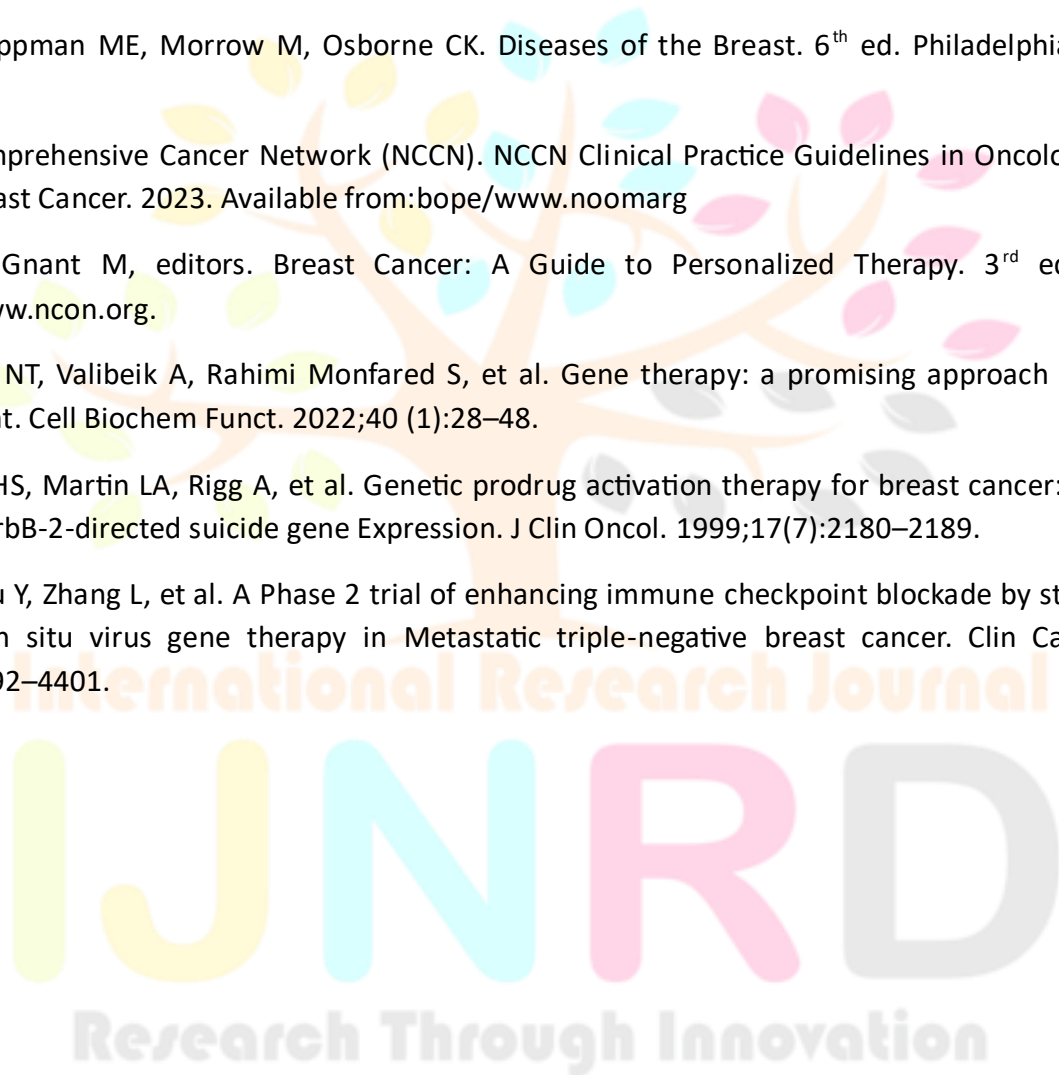 ppman ME, Morrow M, Osborne CK. Diseases of the Breast. 6th ed. Philadelphia
mprehensive Cancer Network (NCCN). NCCN Clinical Practice Guidelines in Oncolo
ast Cancer. 2023. Available from:bope/www.noomarg
Gnant M, editors. Breast Cancer: A Guide to Personalized Therapy. 3rd ed
ww.ncon.org.
NT, Valibeik A, Rahimi Monfared S, et al. Gene therapy: a promising approach
nt. Cell Biochem Funct. 2022;40 (1):28–48.
HS, Martin LA, Rigg A, et al. Genetic prodrug activation therapy for breast cancer:
rbB-2-directed suicide gene Expression. J Clin Oncol. 1999;17(7):2180–2189.
u Y, Zhang L, et al. A Phase 2 trial of enhancing immune checkpoint blockade by st
n situ virus gene therapy in Metastatic triple-negative breast cancer. Clin Ca
92–4401.
International Research Journal
IJNRD
Research Through Innovation